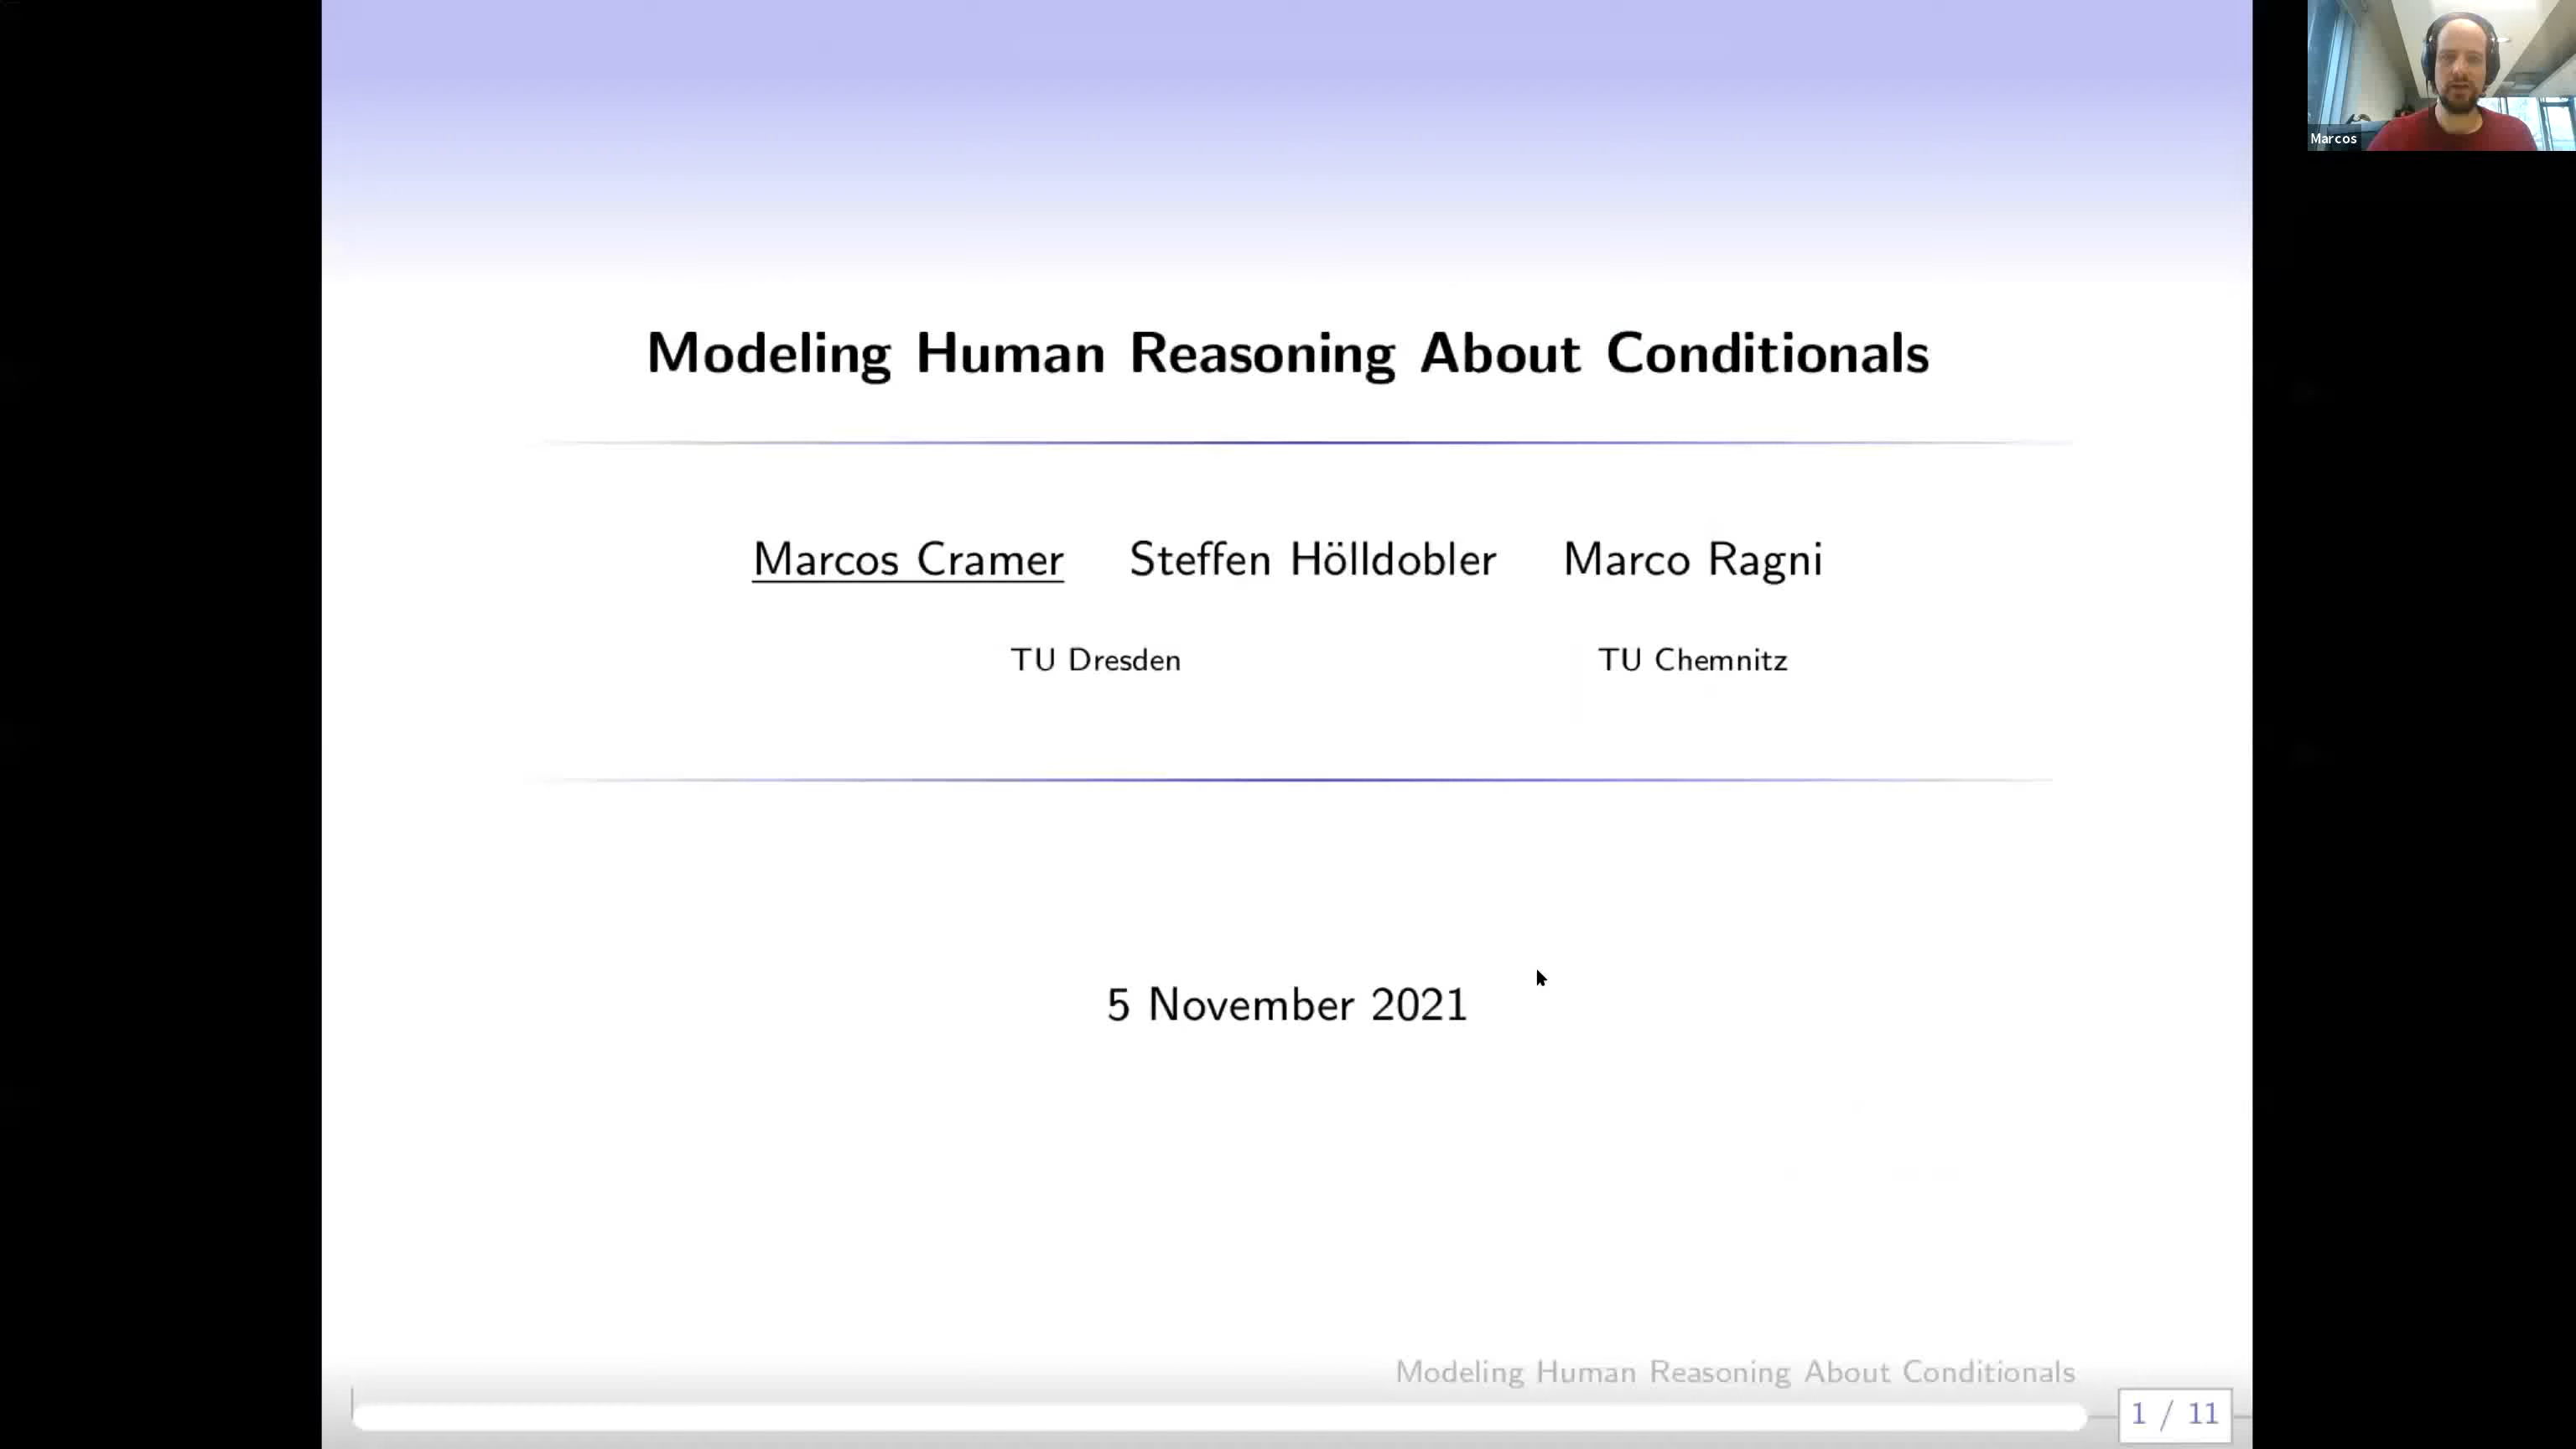 Marcos
Modeling Human Reasoning About Conditionals
Marcos Cramer Steffen Hölldobler Marco Ragni
TU Dresden TU Chemnitz
5 November 2021
Modeling Human Reasoning About Conditionals
1 / 11